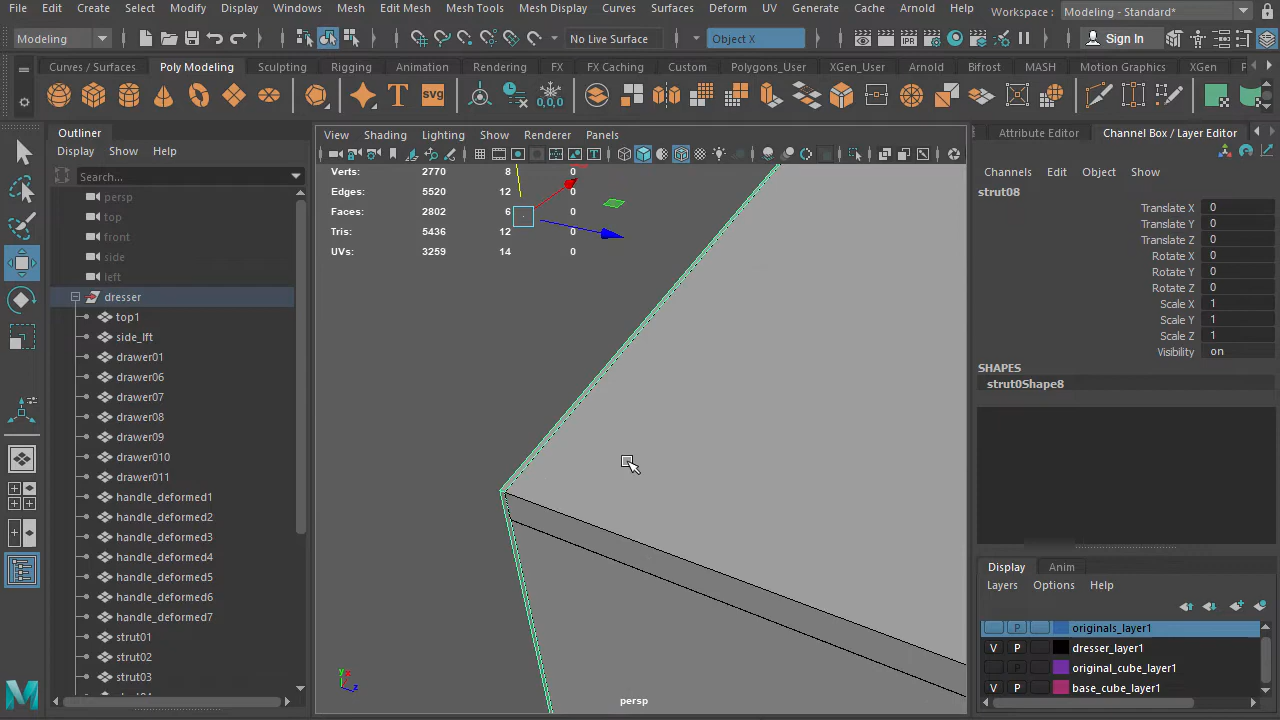 File Edit Create Select Modify Display Windows Mesh Edit Mesh Mesh Tools Mesh Display Curves Surfaces Deform UV Generate Cache Arnold Help Workspace : Modeling - Standard*
Modeling No Live Surface Object X Sign In
Curves / Surfaces Poly Modeling Sculpting Rigging Animation Rendering FX FX Caching Custom Polygons_User XGen_User Arnold Bifrost MASH Motion Graphics XGen
T svg 0,0,0
Outliner
Display Show Help
Search...
persp
top
front
side
left
dresser
top1
side_lft
drawer01
drawer06
drawer07
drawer08
drawer09
drawer010
drawer011
handle_deformed1
handle_deformed2
handle_deformed3
handle_deformed4
handle_deformed5
handle_deformed6
handle_deformed7
strut01
strut02
strut03
View Shading Lighting Show Renderer Panels
Verts: 2770 8 0
Edges: 5520 12 0
Faces: 2802 6 0
Tris: 5436 12 0
UVs: 3259 14 0
persp
Attribute Editor Channel Box / Layer Editor
Channels Edit Object Show
strut08
Translate X 0
Translate Y 0
Translate Z 0
Rotate X 0
Rotate Y 0
Rotate Z 0
Scale X 1
Scale Y 1
Scale Z 1
Visibility on
SHAPES
strut0Shape8
Display Anim
Layers Options Help
P originals_layer1
V P dresser_layer1
P original_cube_layer1
V P base_cube_layer1